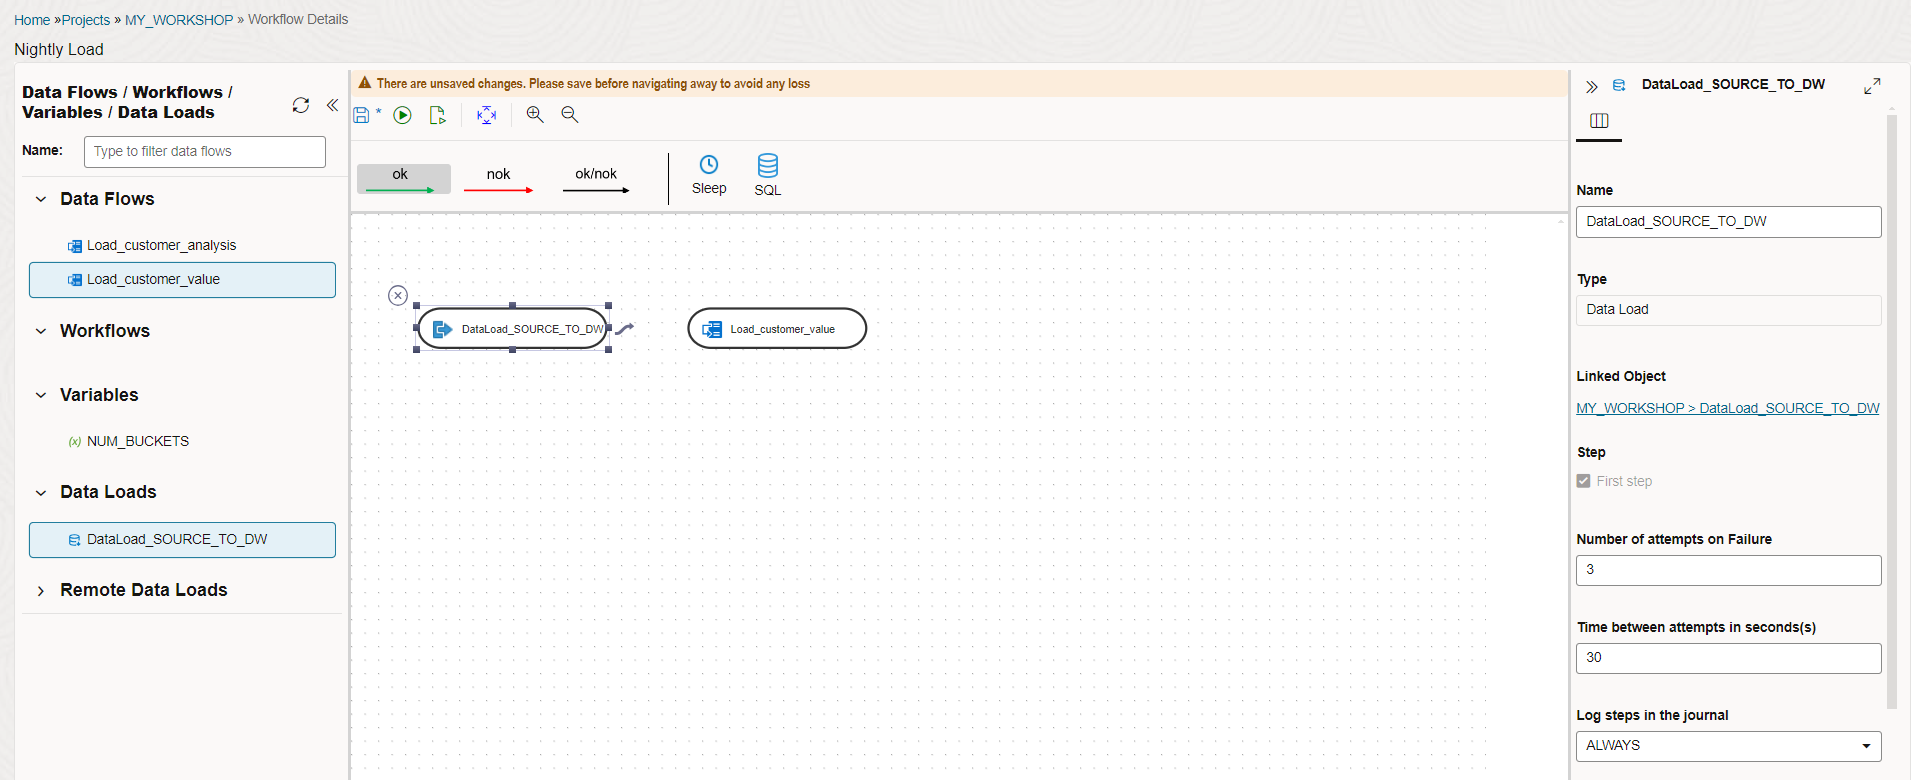 Home »Projects » MY_WORKSHOP » Workflow Details
Nightly Load
Data Flows / Workflows /
Variables / Data Loads
Name:
Type to filter data flows
Data Flows
Load_customer_analysis
Load_customer_value
Workflows
Variables
(x) NUM_BUCKETS
Data Loads
DataLoad_SOURCE_TO_DW
Remote Data Loads
There are unsaved changes. Please save before navigating away to avoid any loss
*
ok
nok
ok/nok
Sleep
SQL
DataLoad_SOURCE_TO_DW
Load_customer_value
DataLoad_SOURCE_TO_DW
Name
DataLoad_SOURCE_TO_DW
Type
Data Load
Linked Object
MY_WORKSHOP > DataLoad_SOURCE_TO_DW
Step
First step
Number of attempts on Failure
3
Time between attempts in seconds(s)
30
Log steps in the journal
ALWAYS